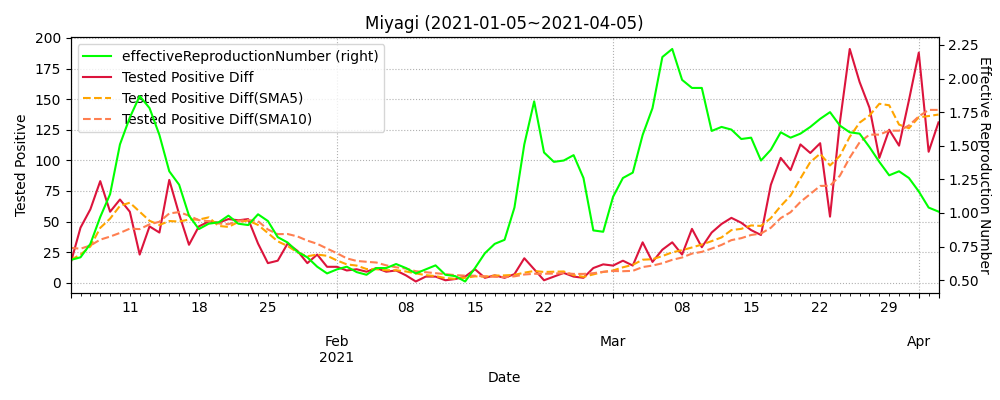 Miyagi (2021-01-05~2021-04-05)
effectiveReproductionNumber (right)
Tested Positive Diff
Tested Positive Diff(SMA5)
Tested Positive Diff(SMA10)
Tested Positive
200
175
150
125
100
75
50
25
0
2.25
2.00
1.75
1.50
1.25
1.00
0.75
0.50
Effective Reproduction Number
11 18 25 08 15 22 08 15 22 29
Feb Mar Apr
2021
Date